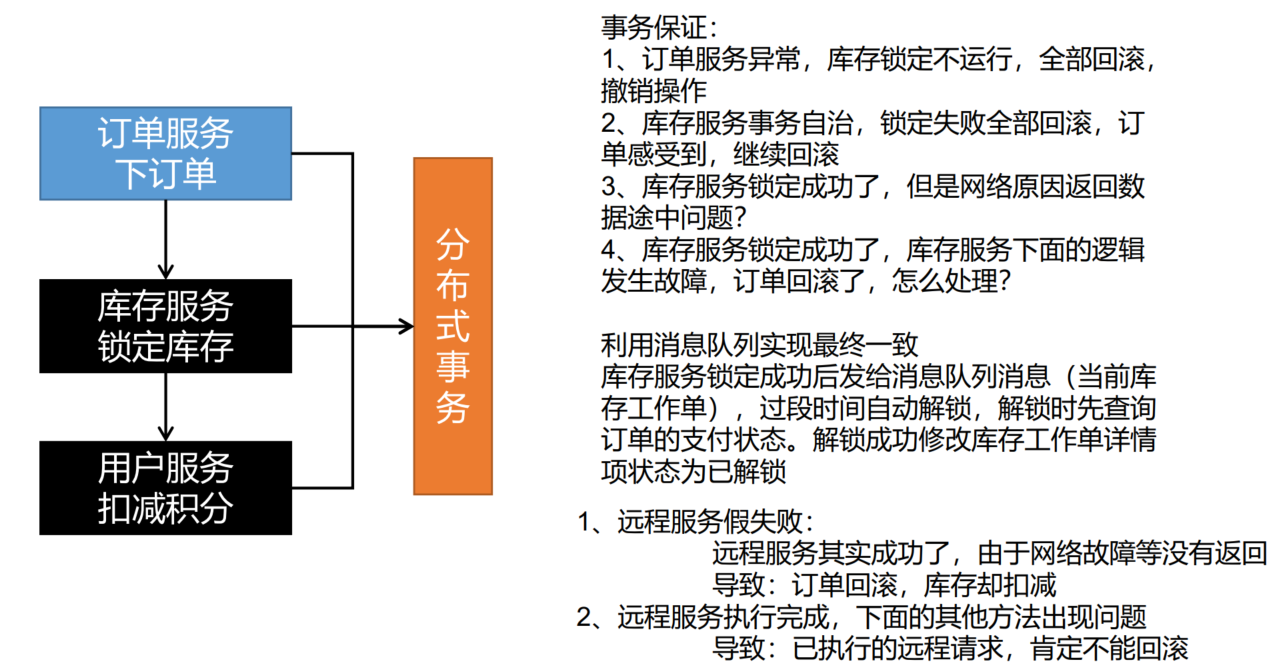 订单服务
下订单
库存服务
锁定库存
用户服务
扣减积分
分布式事务
事务保证：
1、订单服务异常，库存锁定不运行，全部回滚，
撤销操作
2、库存服务事务自治，锁定失败全部回滚，订
单感受到，继续回滚
3、库存服务锁定成功了，但是网络原因返回数
据途中问题？
4、库存服务锁定成功了，库存服务下面的逻辑
发生故障，订单回滚了，怎么处理？
利用消息队列实现最终一致
库存服务锁定成功后发给消息队列消息（当前库
存工作单），过段时间自动解锁，解锁时先查询
订单的支付状态。解锁成功修改库存工作单详情
项状态为已解锁
1、远程服务假失败：
远程服务其实成功了，由于网络故障等没有返回
导致：订单回滚，库存却扣减
2、远程服务执行完成，下面的其他方法出现问题
导致：已执行的远程请求，肯定不能回滚